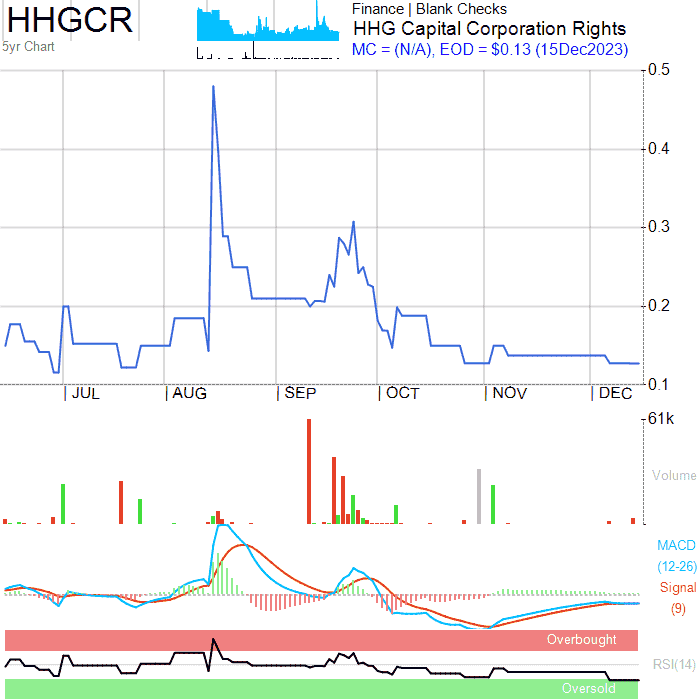 HHGCR
5yr Chart
Finance | Blank Checks
HHG Capital Corporation Rights
MC = (N/A), EOD = $0.13 (15Dec2023)
0.5
0.4
0.3
0.2
0.1
| JUL | AUG | SEP | OCT | NOV | DEC
61k
Volume
MACD
(12-26)
Signal
(9)
Overbought
RSI(14)
Oversold